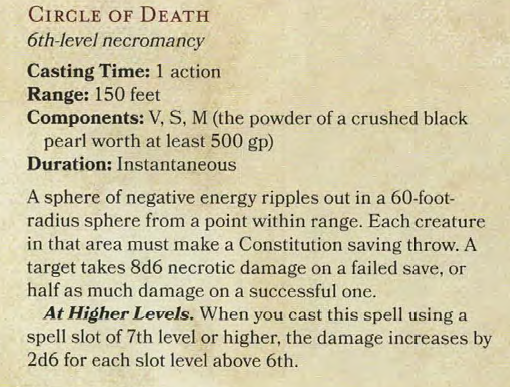 CIRCLE OF DEATH
6th-level necromancy
Casting Time: 1 action
Range: 150 feet
Components: V, S, M (the powder of a crushed black
pearl worth at least 500 gp)
Duration: Instantaneous
A sphere of negative energy ripples out in a 60-foot-
radius sphere from a point within range. Each creature
in that area must make a Constitution saving throw. A
target takes 8d6 necrotic damage on a failed save, or
half as much damage on a successful one.
At Higher Levels. When you cast this spell using a
spell slot of 7th level or higher, the damage increases by
2d6 for each slot level above 6th.